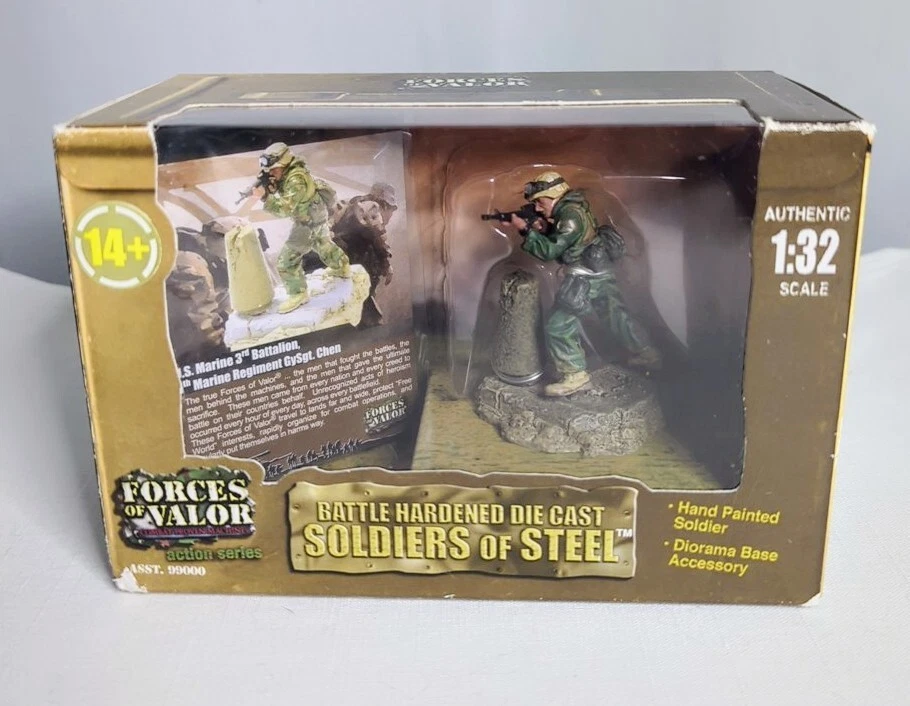 FORCES
of VALOR
14+
AUTHENTIC
1:32
SCALE
.S. Marine 3rd Battalion,
th Marine Regiment GySgt. Chen
The true Forces of Valor® ... the men that fought the battles, the
men behind the machines, and the men that gave the ultimate
sacrifice. These men came from every nation and every creed to
battle on their countries behalf. Unrecognized acts of heroism
occurred every hour of every day, across every battlefield.
These Forces of Valor® travel to lands far and wide, protect "Free
World" interests, rapidly organize for combat operations, and
put themselves in harms way.
FORCES
of VALOR
FORCES
OF VALOR
action series
ASST. 99000
BATTLE HARDENED DIE CAST
SOLDIERS OF STEEL™
• Hand Painted
Soldier
• Diorama Base
Accessory